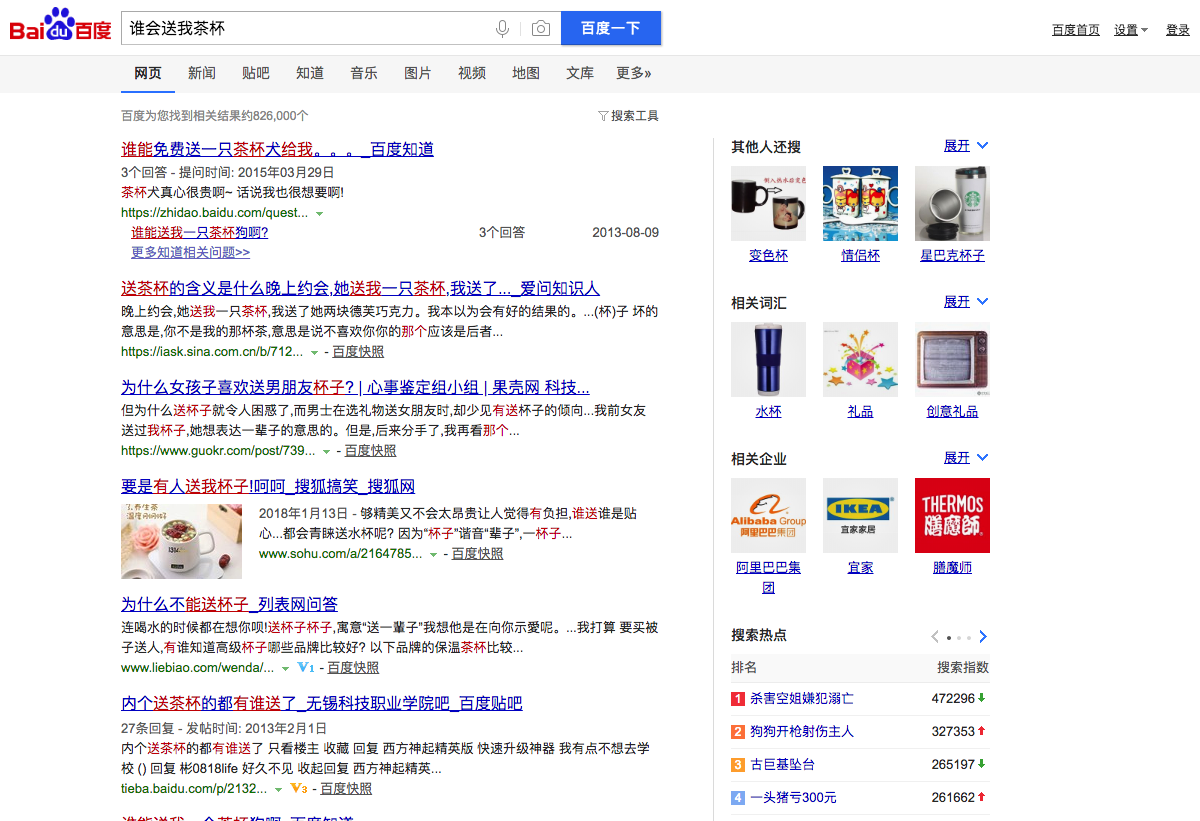 Bai du 百度
谁会送我茶杯
百度一下
百度首页 设置 登录
网页 新闻 贴吧 知道 音乐 图片 视频 地图 文库 更多»
百度为您找到相关结果约826,000个
搜索工具
谁能免费送一只茶杯犬给我。。。_百度知道
3个回答 - 提问时间: 2015年03月29日
茶杯犬真心很贵啊~ 话说我也很想要啊!
https://zhidao.baidu.com/quest...
谁能送我一只茶杯狗啊? 3个回答 2013-08-09
更多知道相关问题>>
送茶杯的含义是什么晚上约会,她送我一只茶杯,我送了..._爱问知识人
晚上约会,她送我一只茶杯,我送了她两块德芙巧克力。我本以为会有好的结果的。...(杯)子 坏的
意思是,你不是我的那杯茶,意思是说不喜欢你你的那个应该是后者...
https://iask.sina.com.cn/b/712... - 百度快照
为什么女孩子喜欢送男朋友杯子? | 心事鉴定组小组 | 果壳网 科技...
但为什么送杯子就令人困惑了,而男士在选礼物送女朋友时,却少见有送杯子的倾向...我前女友
送过我杯子,她想表达一辈子的意思的。但是,后来分手了,我再看那个...
https://www.guokr.com/post/739... - 百度快照
要是有人送我杯子!呵呵_搜狐搞笑_搜狐网
2018年1月13日 - 够精美又不会太昂贵让人觉得有负担,谁送谁是贴
心...都会青睐送水杯呢? 因为“杯子”谐音“辈子”,一杯子...
www.sohu.com/a/2164785... - 百度快照
为什么不能送杯子_列表网问答
连喝水的时候都在想你呗!送杯子杯子,寓意“送一辈子”我想他是在向你示爱呢。...我打算 要买被
子送人,有谁知道高级杯子哪些品牌比较好? 以下品牌的保温茶杯比较...
www.liebiao.com/wenda/... V1 - 百度快照
内个送茶杯的都有谁送了_无锡科技职业学院吧_百度贴吧
27条回复 - 发帖时间: 2013年2月1日
内个送茶杯的都有谁送了 只看楼主 收藏 回复 西方神起精英版 快速升级神器 我有点不想去学
校 () 回复 彬0818life 好久不见 收起回复 西方神起精英...
tieba.baidu.com/p/2132... V3 - 百度快照
其他人还搜 展开
变色杯 情侣杯 星巴克杯子
相关词汇 展开
水杯 礼品 创意礼品
相关企业 展开
Alibaba Group
阿里巴巴集团
IKEA
宜家家居
THERMOS
膳魔師
阿里巴巴集
团
宜家 膳魔师
搜索热点
排名 搜索指数
1 杀害空姐嫌犯溺亡 472296
2 狗狗开枪射伤主人 327353
3 古巨基坠台 265197
4 一头猪亏300元 261662